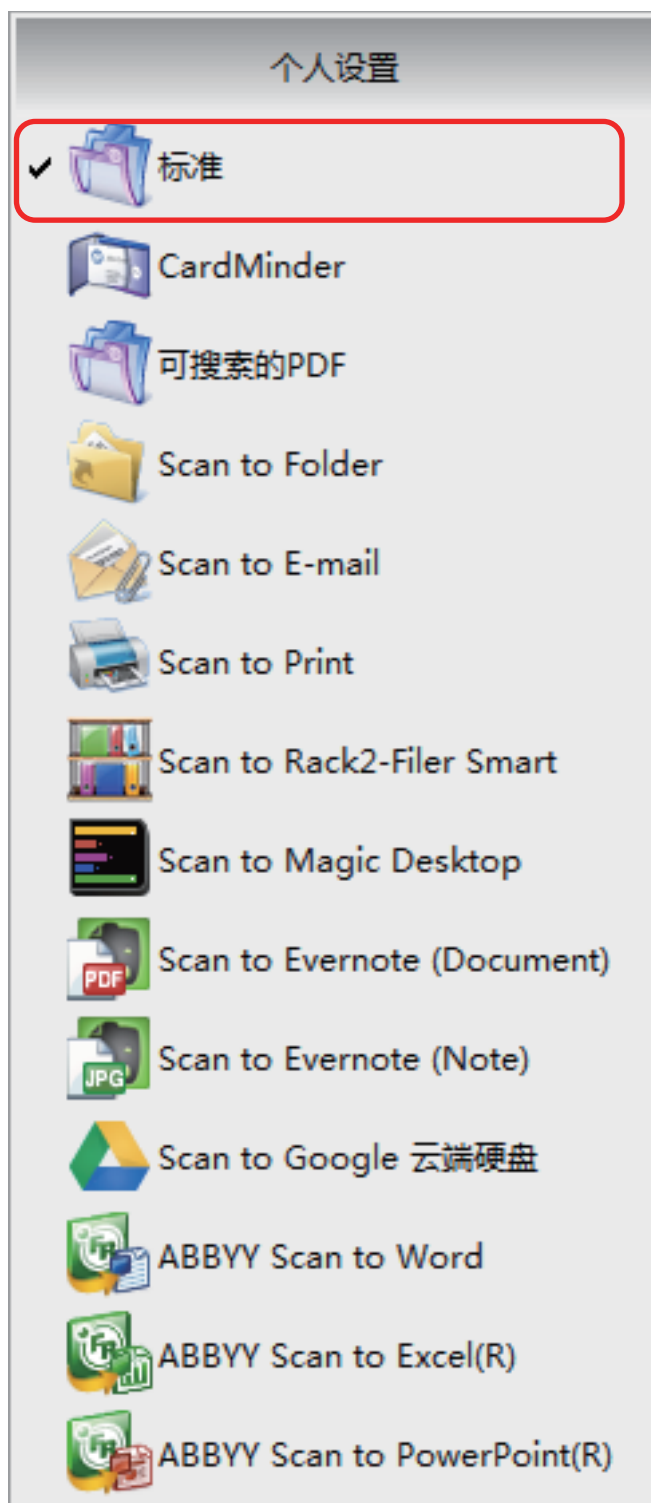 个人设置
标准
CardMinder
可搜索的PDF
Scan to Folder
Scan to E-mail
Scan to Print
Scan to Rack2-Filer Smart
Scan to Magic Desktop
PDF
Scan to Evernote (Document)
JPG
Scan to Evernote (Note)
Scan to Google 云端硬盘
ABBYY Scan to Word
ABBYY Scan to Excel(R)
ABBYY Scan to PowerPoint(R)